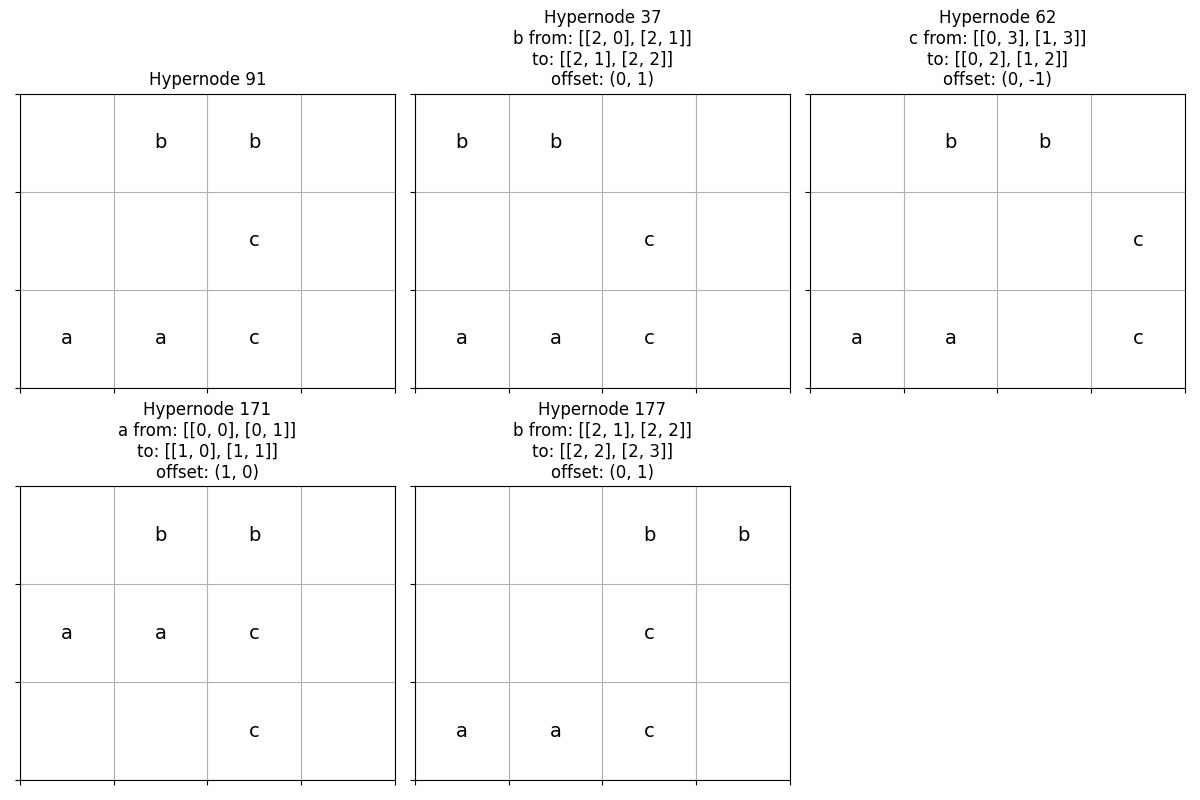 Hypernode 91
b b
c
a a c
Hypernode 37
b from: [[2, 0], [2, 1]]
to: [[2, 1], [2, 2]]
offset: (0, 1)
b b
c
a a c
Hypernode 62
c from: [[0, 3], [1, 3]]
to: [[0, 2], [1, 2]]
offset: (0, -1)
b b
c
a a c
Hypernode 171
a from: [[0, 0], [0, 1]]
to: [[1, 0], [1, 1]]
offset: (1, 0)
b b
a a c
c
Hypernode 177
b from: [[2, 1], [2, 2]]
to: [[2, 2], [2, 3]]
offset: (0, 1)
b b
c
a a c